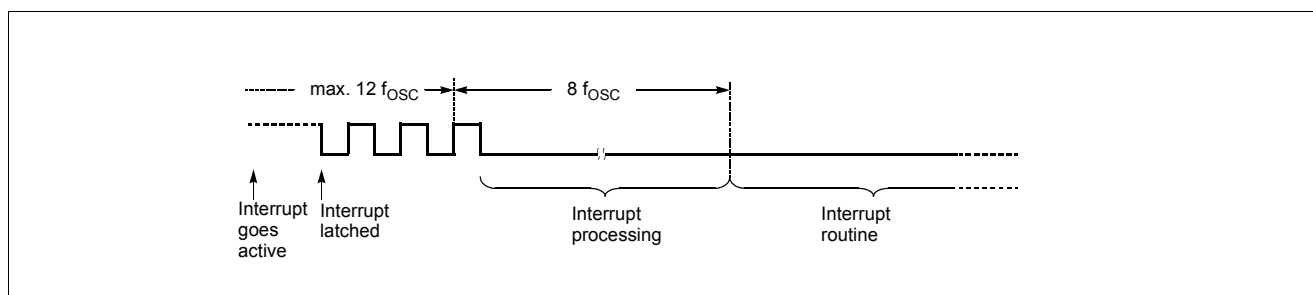 max. 12 fOSC
8 fOSC
Interrupt
goes
active
Interrupt
latched
Interrupt
processing
Interrupt
routine